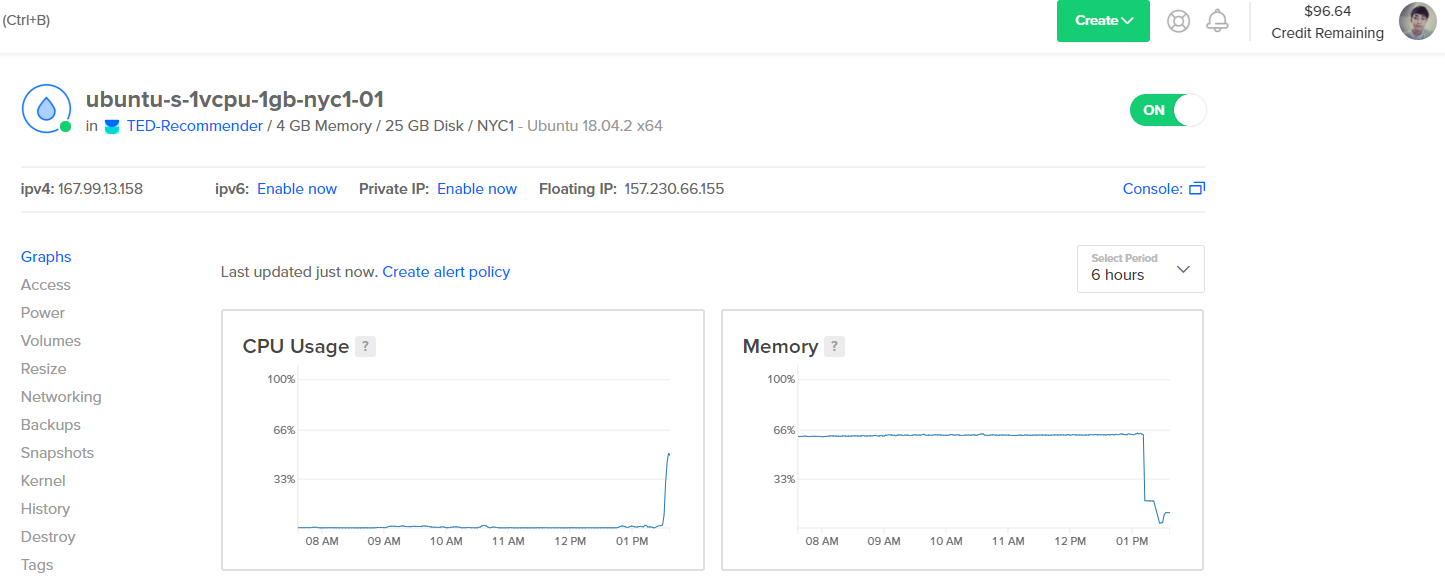 (Ctrl+B)
Create
$96.64
Credit Remaining
ubuntu-s-1vcpu-1gb-nyc1-01
in TED-Recommender / 4 GB Memory / 25 GB Disk / NYC1 - Ubuntu 18.04.2 x64
ON
ipv4: 167.99.13.158 ipv6: Enable now Private IP: Enable now Floating IP: 157.230.66.155 Console:
Graphs
Access
Power
Volumes
Resize
Networking
Backups
Snapshots
Kernel
History
Destroy
Tags
Last updated just now. Create alert policy
Select Period
6 hours
CPU Usage ?
100%
66%
33%
08 AM 09 AM 10 AM 11 AM 12 PM 01 PM
Memory ?
100%
66%
33%
08 AM 09 AM 10 AM 11 AM 12 PM 01 PM